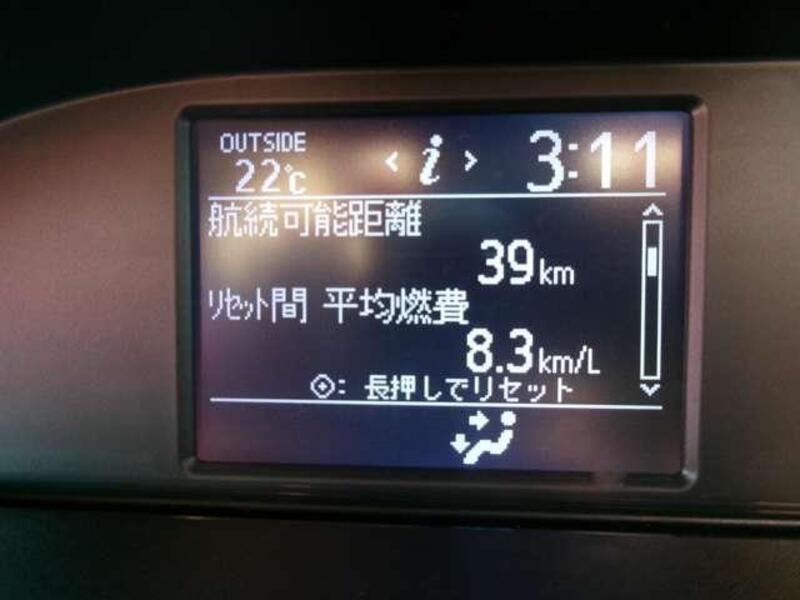 OUTSIDE
22℃ < i > 3:11
航続可能距離
39km
リセット間 平均燃費
8.3km/L
: 長押しでリセット